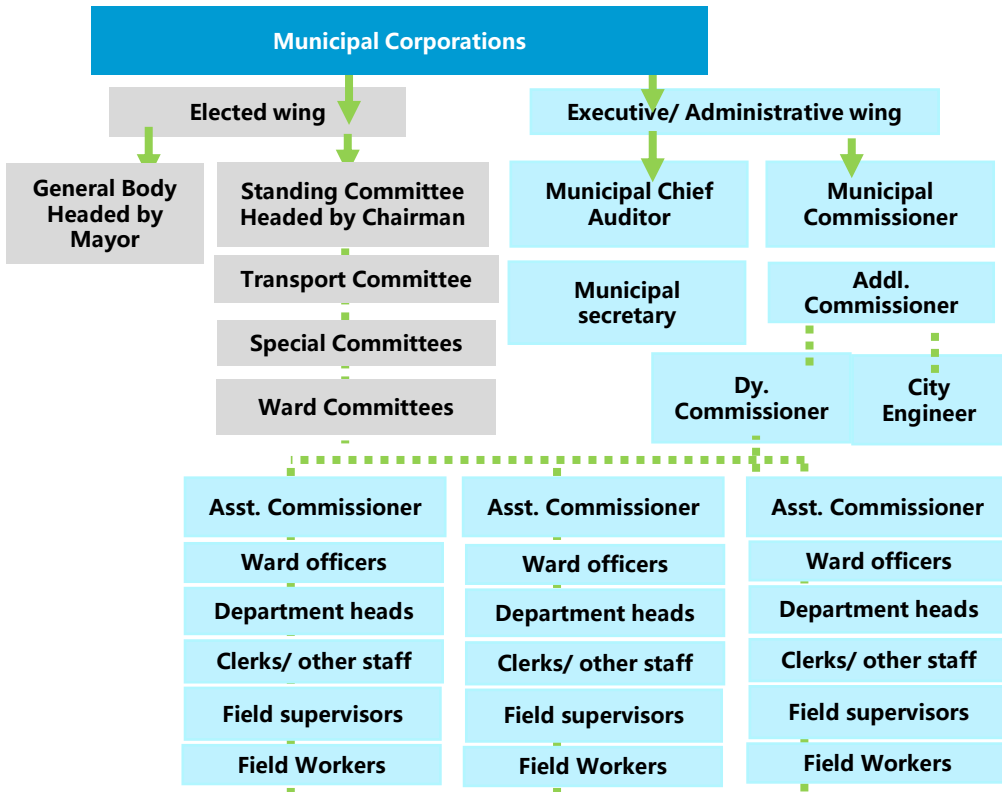 Municipal Corporations
Elected wing
Executive/ Administrative wing
General Body
Headed by
Mayor
Standing Committee
Headed by Chairman
Municipal Chief
Auditor
Municipal
Commissioner
Transport Committee
Municipal
secretary
Addl.
Commissioner
Special Committees
Ward Committees
Dy.
Commissioner
City
Engineer
Asst. Commissioner
Ward officers
Department heads
Clerks/ other staff
Field supervisors
Field Workers
Asst. Commissioner
Ward officers
Department heads
Clerks/ other staff
Field supervisors
Field Workers
Asst. Commissioner
Ward officers
Department heads
Clerks/ other staff
Field supervisors
Field Workers